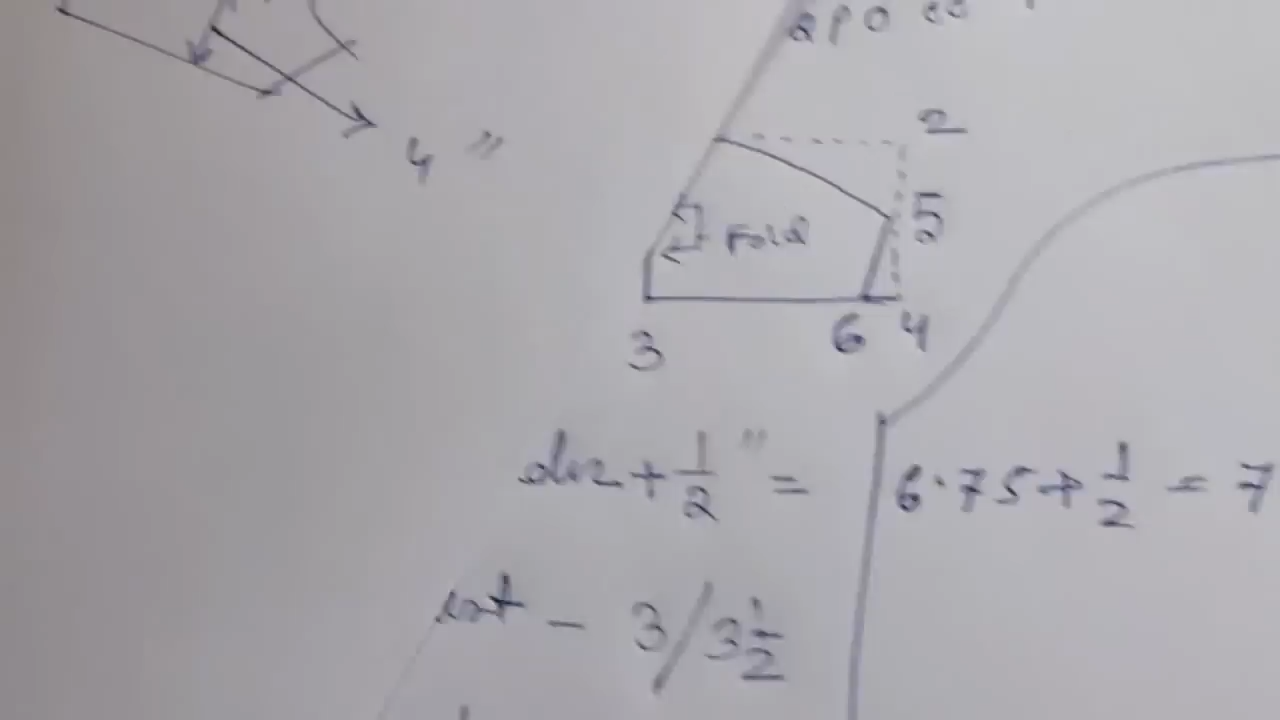 4 "
2
5
Fold
3 6 4
+ 1/2 " = 6.75 + 1/2 = 7
- 3/3 1/2